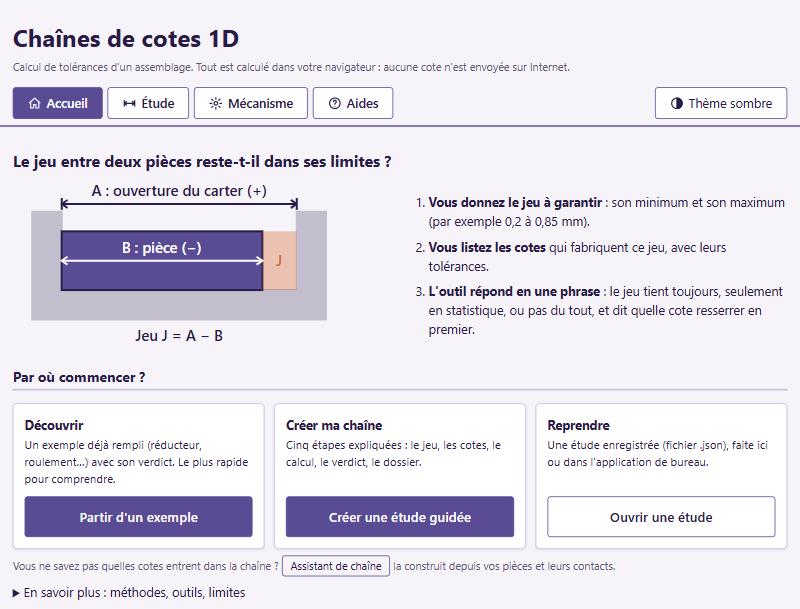 Chaînes de cotes 1D
Calcul de tolérances d'un assemblage. Tout est calculé dans votre navigateur : aucune cote n'est envoyée sur Internet.
Accueil
Étude
Mécanisme
Aides
Thème sombre
Le jeu entre deux pièces reste-t-il dans ses limites ?
A : ouverture du carter (+)
B : pièce (−)
J
Jeu J = A − B
1. Vous donnez le jeu à garantir : son minimum et son maximum
(par exemple 0,2 à 0,85 mm).
2. Vous listez les cotes qui fabriquent ce jeu, avec leurs
tolérances.
3. L'outil répond en une phrase : le jeu tient toujours, seulement
en statistique, ou pas du tout, et dit quelle cote resserrer en
premier.
Par où commencer ?
Découvrir
Un exemple déjà rempli (réducteur,
roulement…) avec son verdict. Le plus rapide
pour comprendre.
Partir d'un exemple
Créer ma chaîne
Cinq étapes expliquées : le jeu, les cotes, le
calcul, le verdict, le dossier.
Créer une étude guidée
Reprendre
Une étude enregistrée (fichier .json), faite ici
ou dans l'application de bureau.
Ouvrir une étude
Vous ne savez pas quelles cotes entrent dans la chaîne ? Assistant de chaîne la construit depuis vos pièces et leurs contacts.
En savoir plus : méthodes, outils, limites